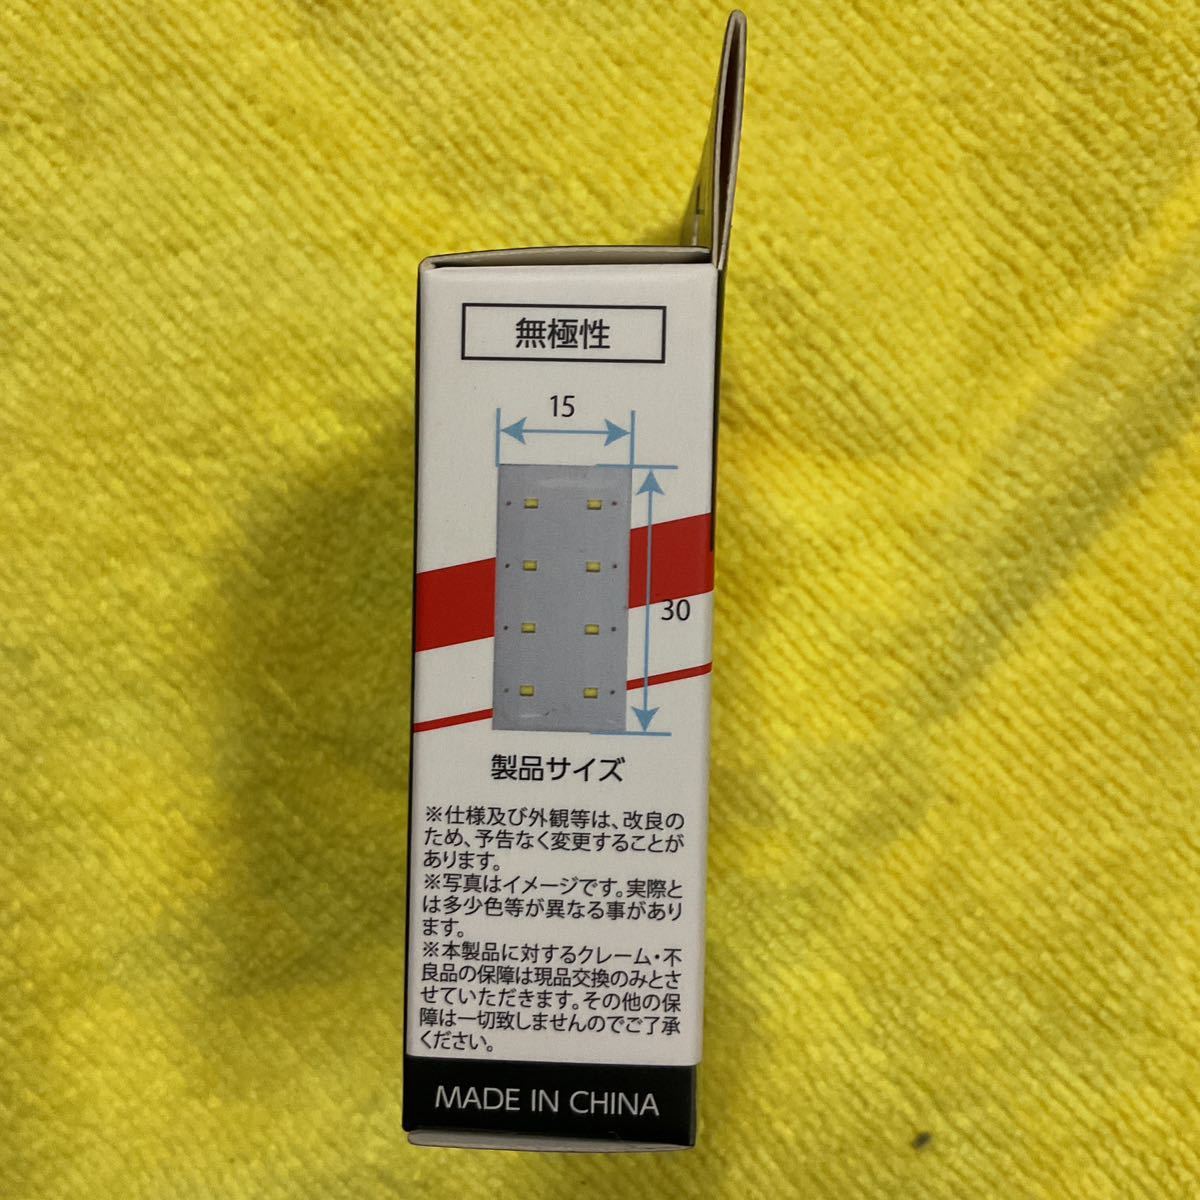 無極性
15
30
製品サイズ
※仕様及び外観等は、改良の
ため、予告なく変更することが
あります。
※写真はイメージです。実際と
は多少色等が異なる事があり
ます。
※本製品に対するクレーム・不
良品の保障は現品交換のみとさ
せていただきます。その他の保
障は一切致しませんのでご了承
ください。
MADE IN CHINA